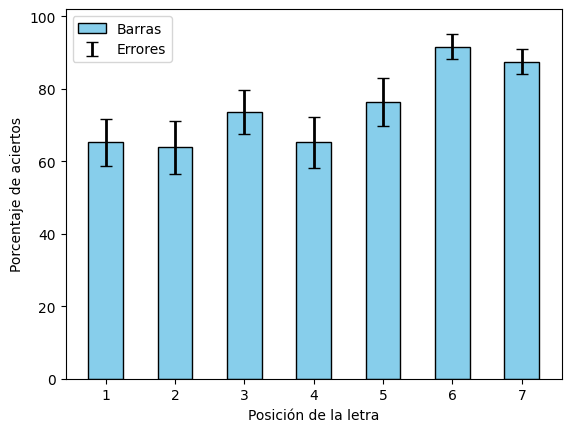 Barras
Errores
Porcentaje de aciertos
100
80
60
40
20
0
1 2 3 4 5 6 7
Posición de la letra